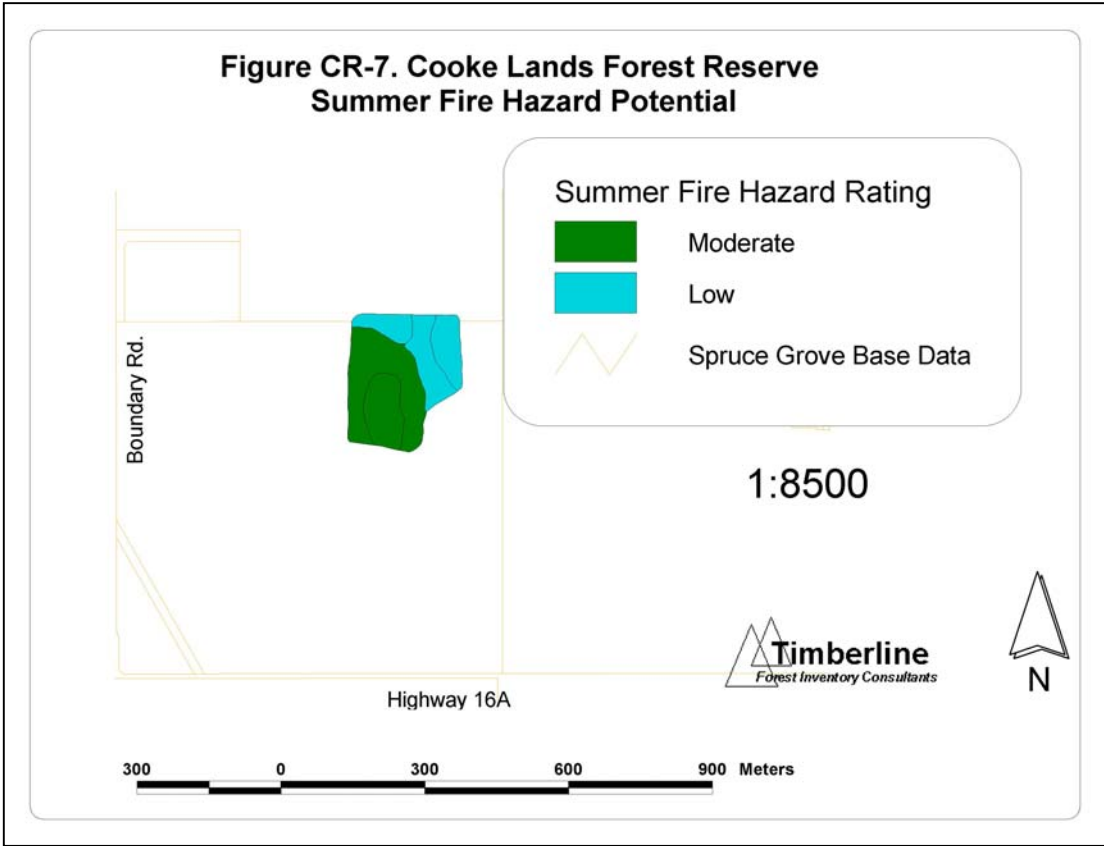 Figure CR-7. Cooke Lands Forest Reserve
Summer Fire Hazard Potential
Summer Fire Hazard Rating
Moderate
Low
Spruce Grove Base Data
Boundary Rd.
1:8500
Timberline
Forest Inventory Consultants
N
Highway 16A
300 0 300 600 900 Meters